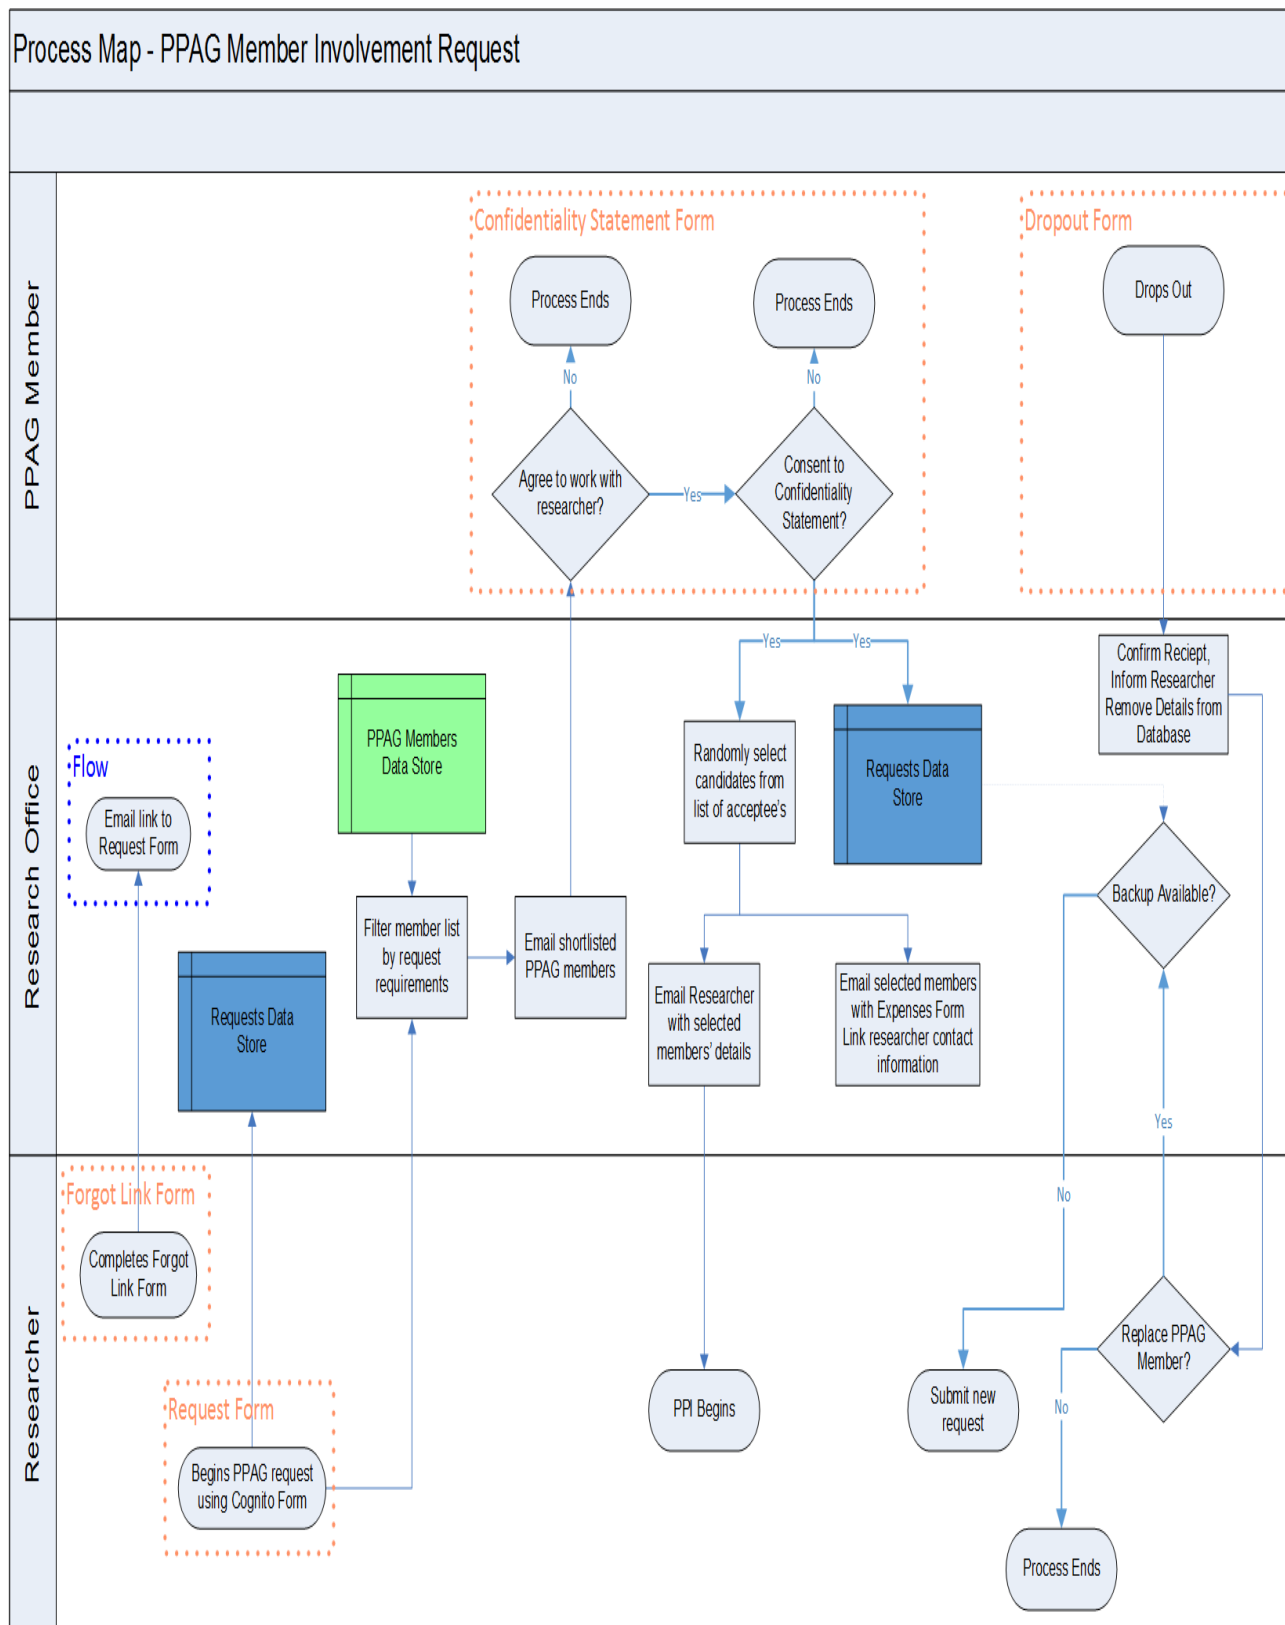 Process Map - PPAG Member Involvement Request
PPAG Member
Confidentiality Statement Form
Process Ends
No
Agree to work with
researcher?
Yes
Process Ends
No
Consent to
Confidentiality
Statement?
Dropout Form
Drops Out
Research Office
Flow
Email link to
Request Form
Requests Data
Store
PPAG Members
Data Store
Filter member list
by request
requirements
Email shortlisted
PPAG members
Yes
Yes
Randomly select
candidates from
list of acceptee's
Requests Data
Store
Email Researcher
with selected
members' details
Email selected members
with Expenses Form
Link researcher contact
information
Confirm Reciept,
Inform Researcher
Remove Details from
Database
Backup Available?
Yes
No
Researcher
Forgot Link Form
Completes Forgot
Link Form
Request Form
Begins PPAG request
using Cognito Form
PPI Begins
Submit new
request
Replace PPAG
Member?
No
Process Ends